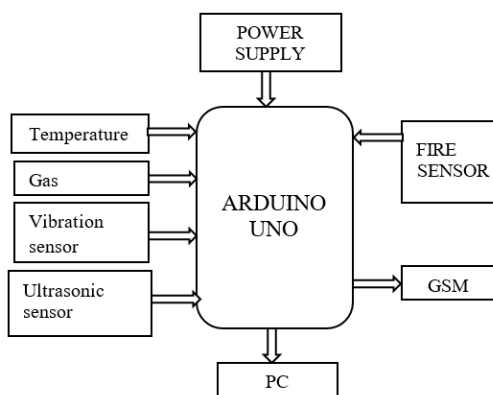 POWER
SUPPLY
Temperature
Gas
Vibration
sensor
Ultrasonic
sensor
ARDUINO
UNO
FIRE
SENSOR
GSM
PC